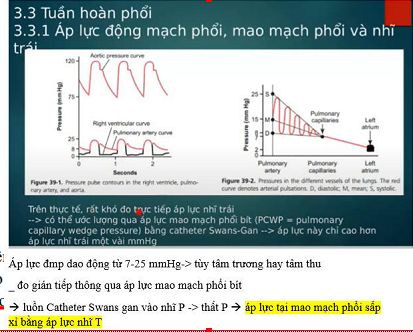 3.3 Tuần hoàn phổi
3.3.1 Áp lực động mạch phổi, mao mạch phổi và nhĩ
trái
Aortic pressure curve
120
75
Right ventricular curve
Pulmonary artery curve
25
8
0
0 1 2
Seconds
Pressure (mm Hg)
Figure 39-1. Pressure pulse contours in the right ventricle, pulmo-
nary artery, and aorta.
25
15
8
2
0
S
M
D
Pulmonary
capillaries
Left
atrium
Pulmonary
artery
Pulmonary
capillaries
Left
atrium
Pressure (mm Hg)
Figure 39-2. Pressures in the different vessels of the lungs. The red
curve denotes arterial pulsations. D, diastolic; M, mean; S, systolic.
Trên thực tế, rất khó đo trực tiếp áp lực nhĩ trái
--> có thể ước lượng qua áp lực mao mạch phổi bít (PCWP = pulmonary
capillary wedge pressure) bằng catheter Swans-Gan --> áp lực này chỉ cao hơn
áp lực nhĩ trái một vài mmHg
Áp lực đmp dao động từ 7-25 mmHg-> tùy tâm trương hay tâm thu
_ đo gián tiếp thông qua áp lực mao mạch phổi bít
→ luồn Catheter Swans gan vào nhĩ P -> thất P → áp lực tại mao mạch phổi sấp
xỉ bằng áp lực nhĩ T